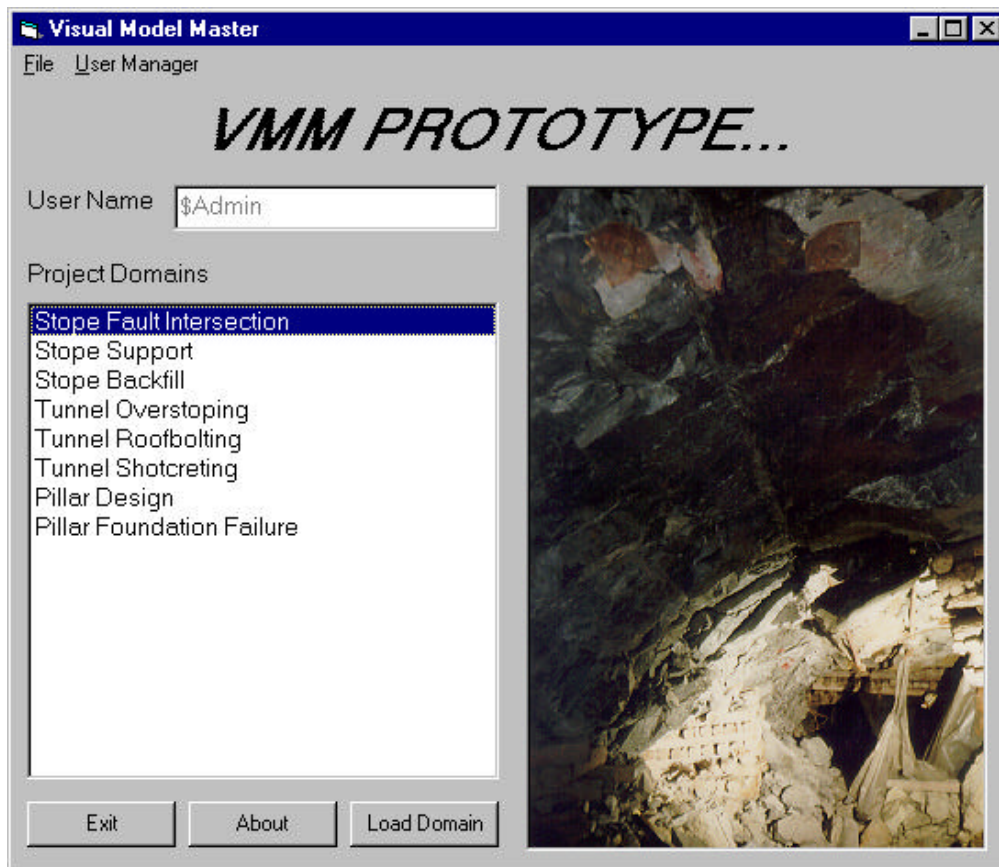 Visual Model Master
File User Manager
VMM PROTOTYPE...
User Name $Admin
Project Domains
Stope Fault Intersection
Stope Support
Stope Backfill
Tunnel Overstoping
Tunnel Roofbolting
Tunnel Shotcreting
Pillar Design
Pillar Foundation Failure
Exit About Load Domain